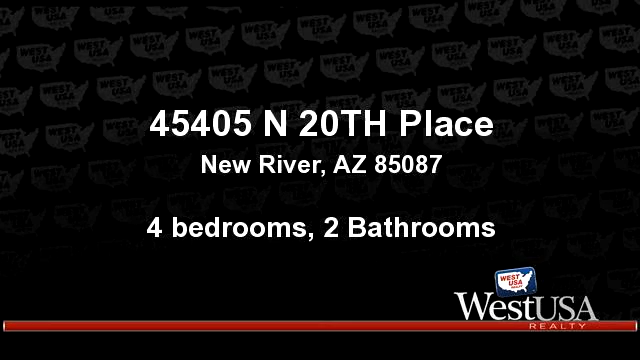 45405 N 20TH Place
New River, AZ 85087
4 bedrooms, 2 Bathrooms
WEST
USA
WestUSA
REALTY